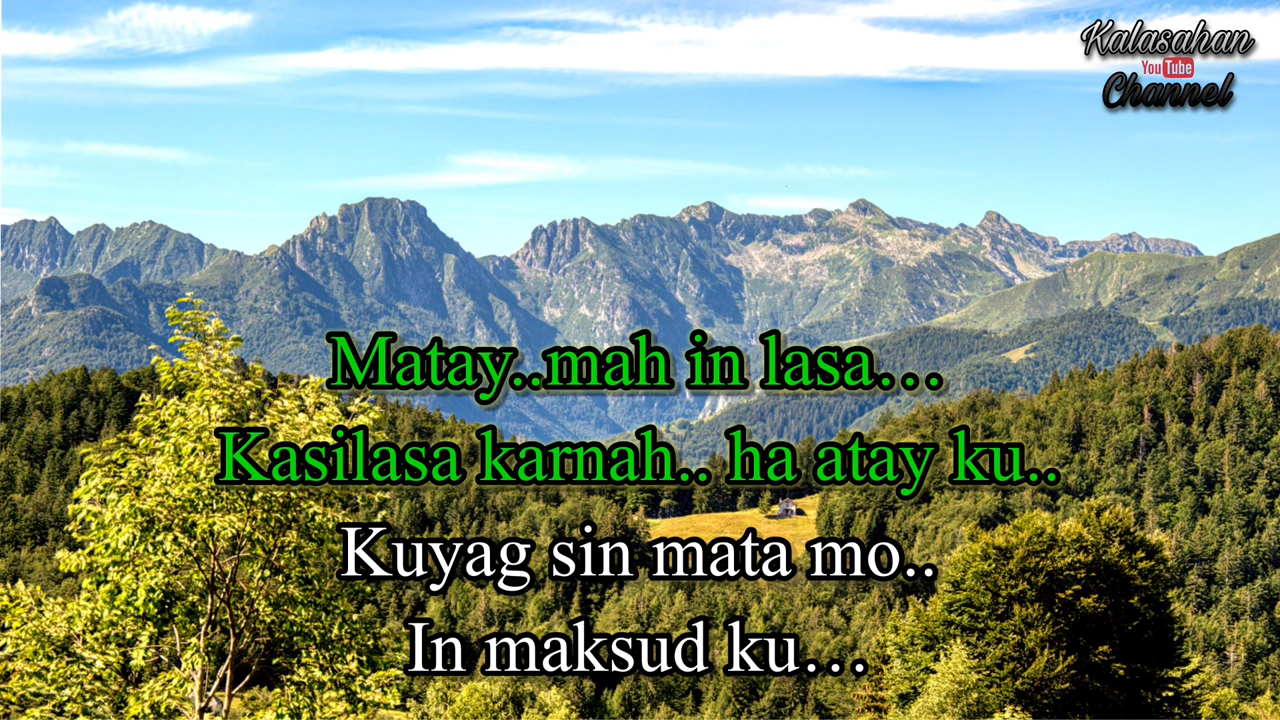 Kalasahan
YouTube
Channel
Matay..mah in lasa...
Kasilasa karnah.. ha atay ku..
Kuyag sin mata mo..
In maksud ku...